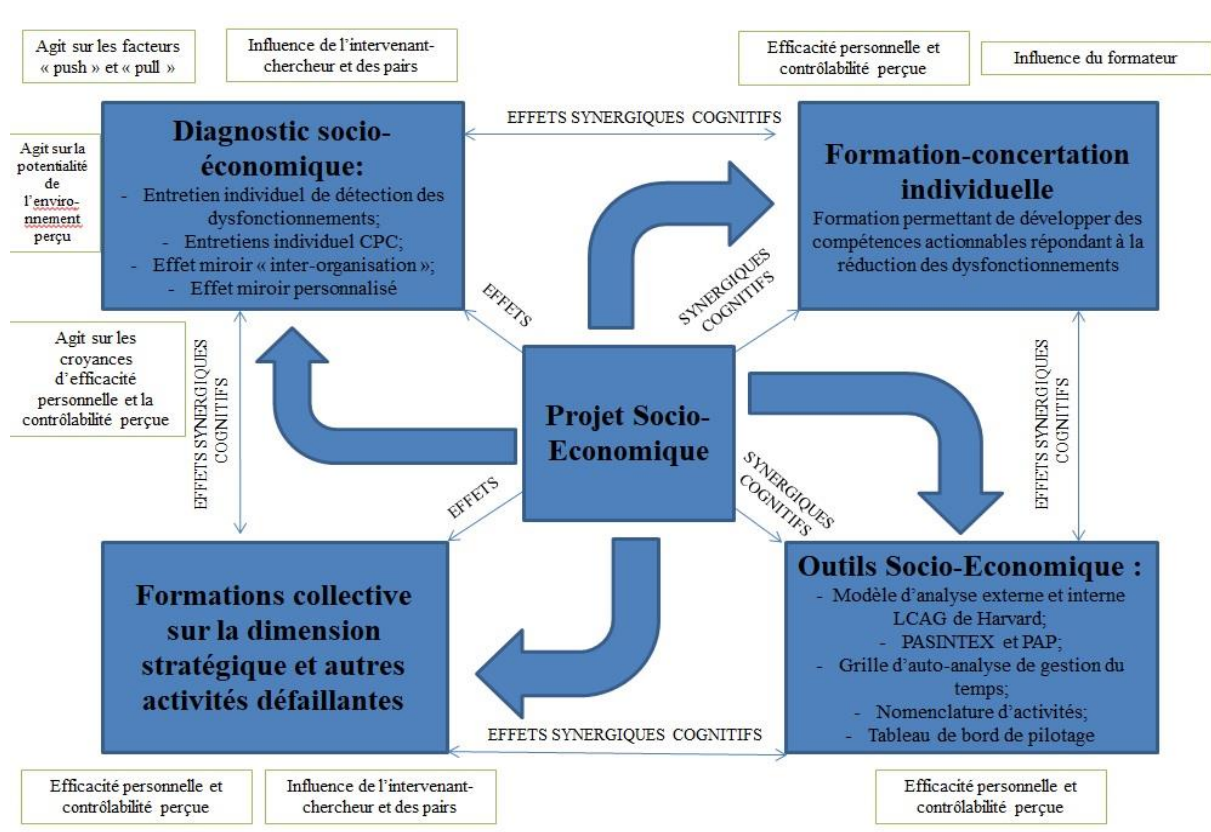 Agit sur les facteurs
« push » et « pull »
Influence de l’intervenant-
chercheur et des pairs
Efficacité personnelle et
contrôlabilité perçue
Influence du formateur
EFFETS SYNERGIQUES COGNITIFS
Diagnostic socio-
économique:
- Entretien individuel de détection des
dysfonctionnements;
- Entretiens individuel CPC;
- Effet miroir « inter-organisation »;
- Effet miroir personnalisé
Formation-concertation
individuelle
Formation permettant de développer des
compétences actionnables répondant à la
réduction des dysfonctionnements
Agit sur la
potentialité
de
l’enviro-
nnement
perçu
EFFETS
SYNERGIQUES
COGNITIFS
Agit sur les
croyances
d’efficacité
personnelle et la
contrôlabilité perçue
EFFETS SYNERGIQUES
COGNITIFS
Projet Socio-
Economique
EFFETS SYNERGIQUES
COGNITIFS
EFFETS
SYNERGIQUES
COGNITIFS
Formations collective
sur la dimension
stratégique et autres
activités défaillantes
Outils Socio-Economique :
- Modèle d’analyse externe et interne
LCAG de Harvard;
- PASINTEX et PAP;
- Grille d’auto-analyse de gestion du
temps;
- Nomenclature d’activités;
- Tableau de bord de pilotage
EFFETS SYNERGIQUES COGNITIFS
Efficacité personnelle et
contrôlabilité perçue
Influence de l’intervenant-
chercheur et des pairs
Efficacité personnelle et
contrôlabilité perçue